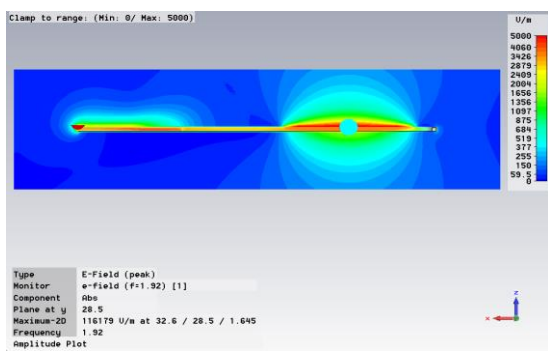 Clamp to range: (Min: 0/ Max: 5000)
V/m
5000
4060
3426
2879
2409
2004
1656
1356
1097
875
684
519
377
255
150
59.5
0
Type E-Field (peak)
Monitor e-field (f=1.92) [1]
Component Abs
Plane at y 28.5
Maximum-2D 116179 V/m at 32.6 / 28.5 / 1.645
Frequency 1.92
Amplitude Plot
z
x